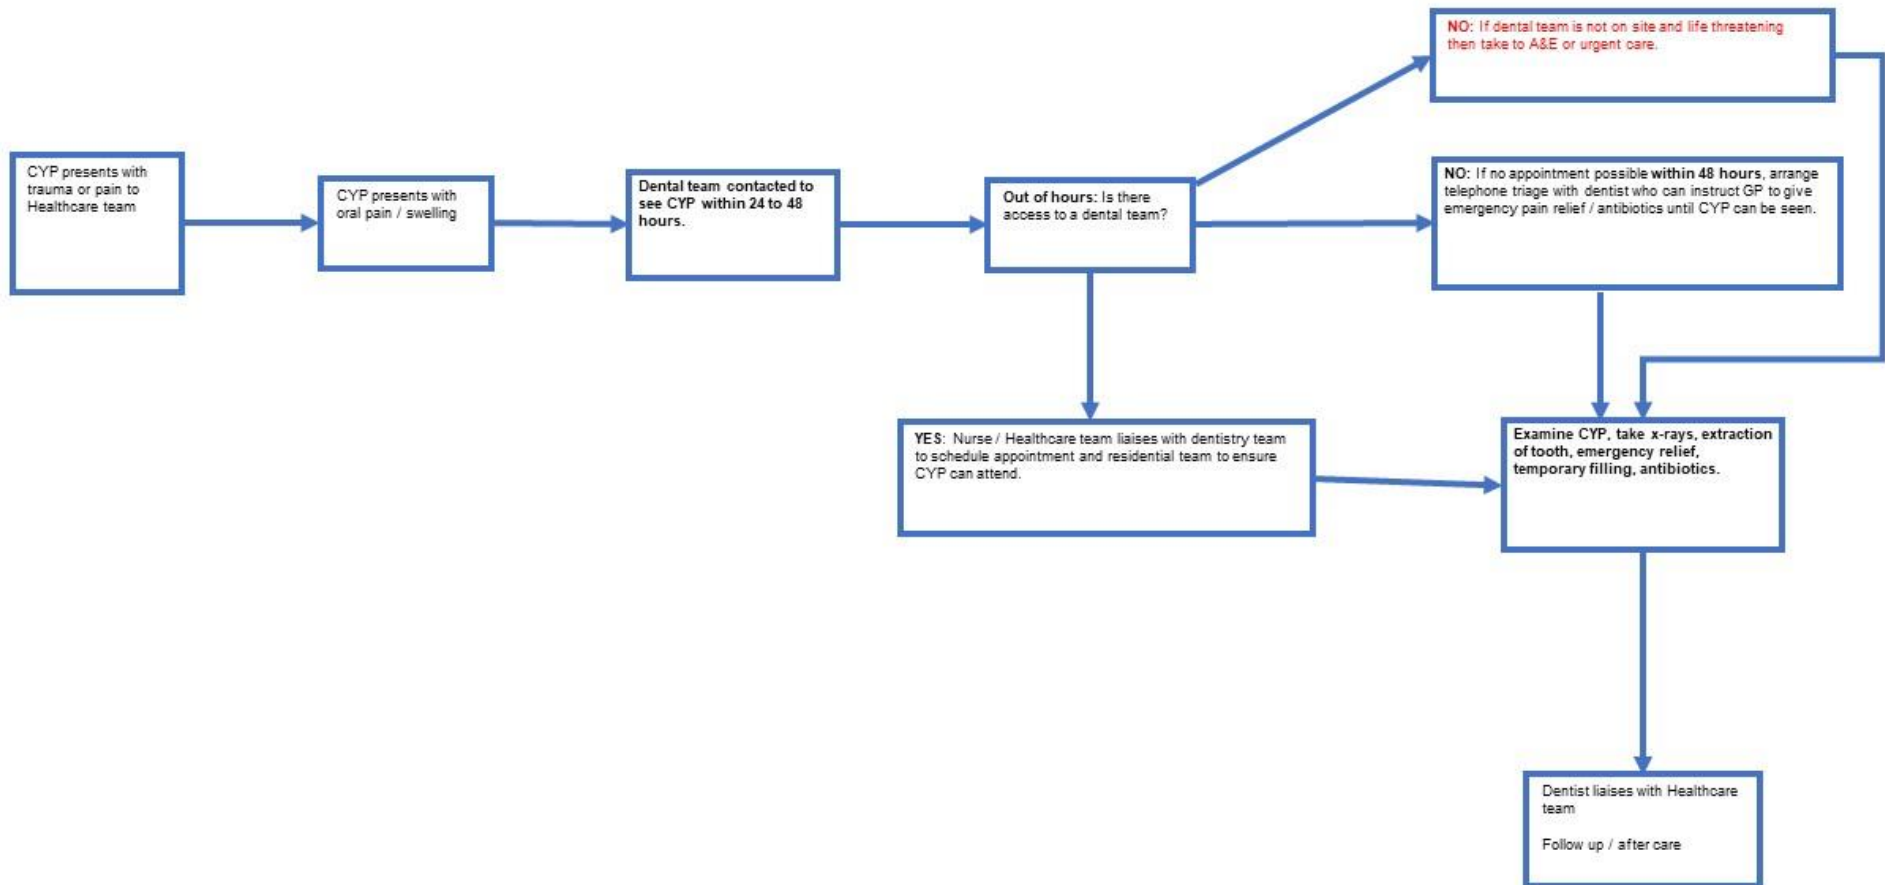 NO: If dental team is not on site and life threatening
then take to A&E or urgent care.
CYP presents with
trauma or pain to
Healthcare team
CYP presents with
oral pain / swelling
Dental team contacted to
see CYP within 24 to 48
hours.
Out of hours: Is there
access to a dental team?
NO: If no appointment possible within 48 hours, arrange
telephone triage with dentist who can instruct GP to give
emergency pain relief / antibiotics until CYP can be seen.
YES: Nurse / Healthcare team liaises with dentistry team
to schedule appointment and residential team to ensure
CYP can attend.
Examine CYP, take x-rays, extraction
of tooth, emergency relief,
temporary filling, antibiotics.
Dentist liaises with Healthcare
team
Follow up / after care